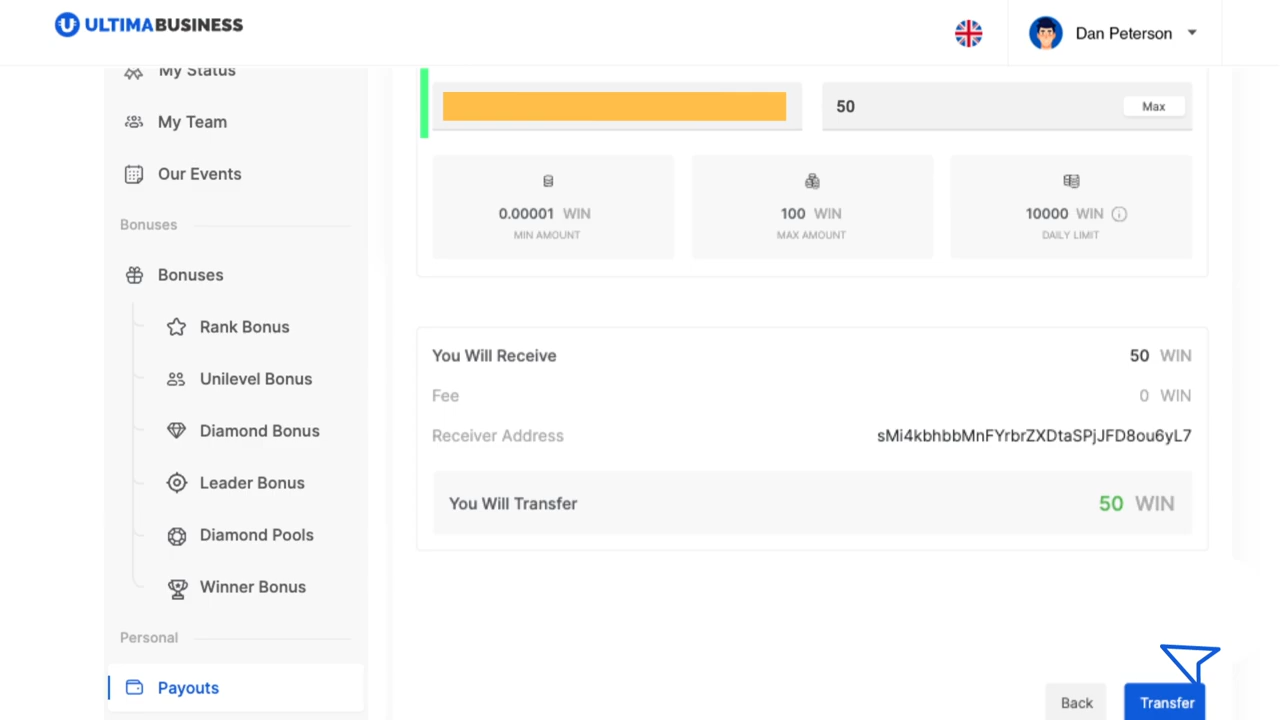 ULTIMABUSINESS
Dan Peterson
My Status
My Team
Our Events
Bonuses
Bonuses
Rank Bonus
Unilevel Bonus
Diamond Bonus
Leader Bonus
Diamond Pools
Winner Bonus
Personal
Payouts
50
Max
0.00001 WIN
MIN AMOUNT
100 WIN
MAX AMOUNT
10000 WIN
DAILY LIMIT
You Will Receive
50 WIN
Fee
0 WIN
Receiver Address
sMi4kbhbbMnFYrbrZXDtaSPjJFD8ou6yL7
You Will Transfer
50 WIN
Back
Transfer